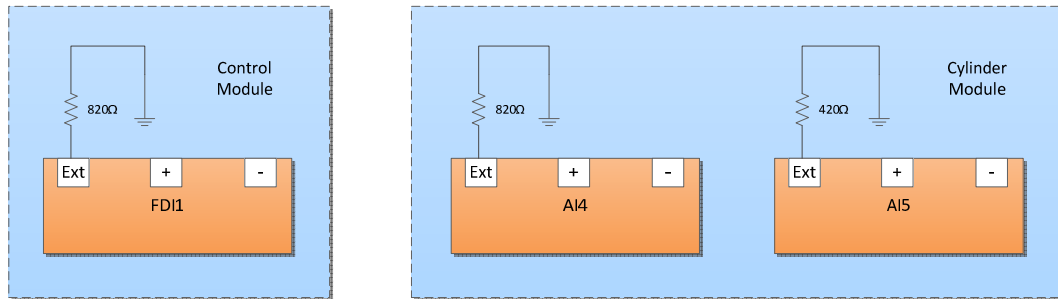 Control
Module
820Ω
Ext
+
-
FDI1
Cylinder
Module
820Ω
420Ω
Ext
+
-
AI4
Ext
+
-
AI5